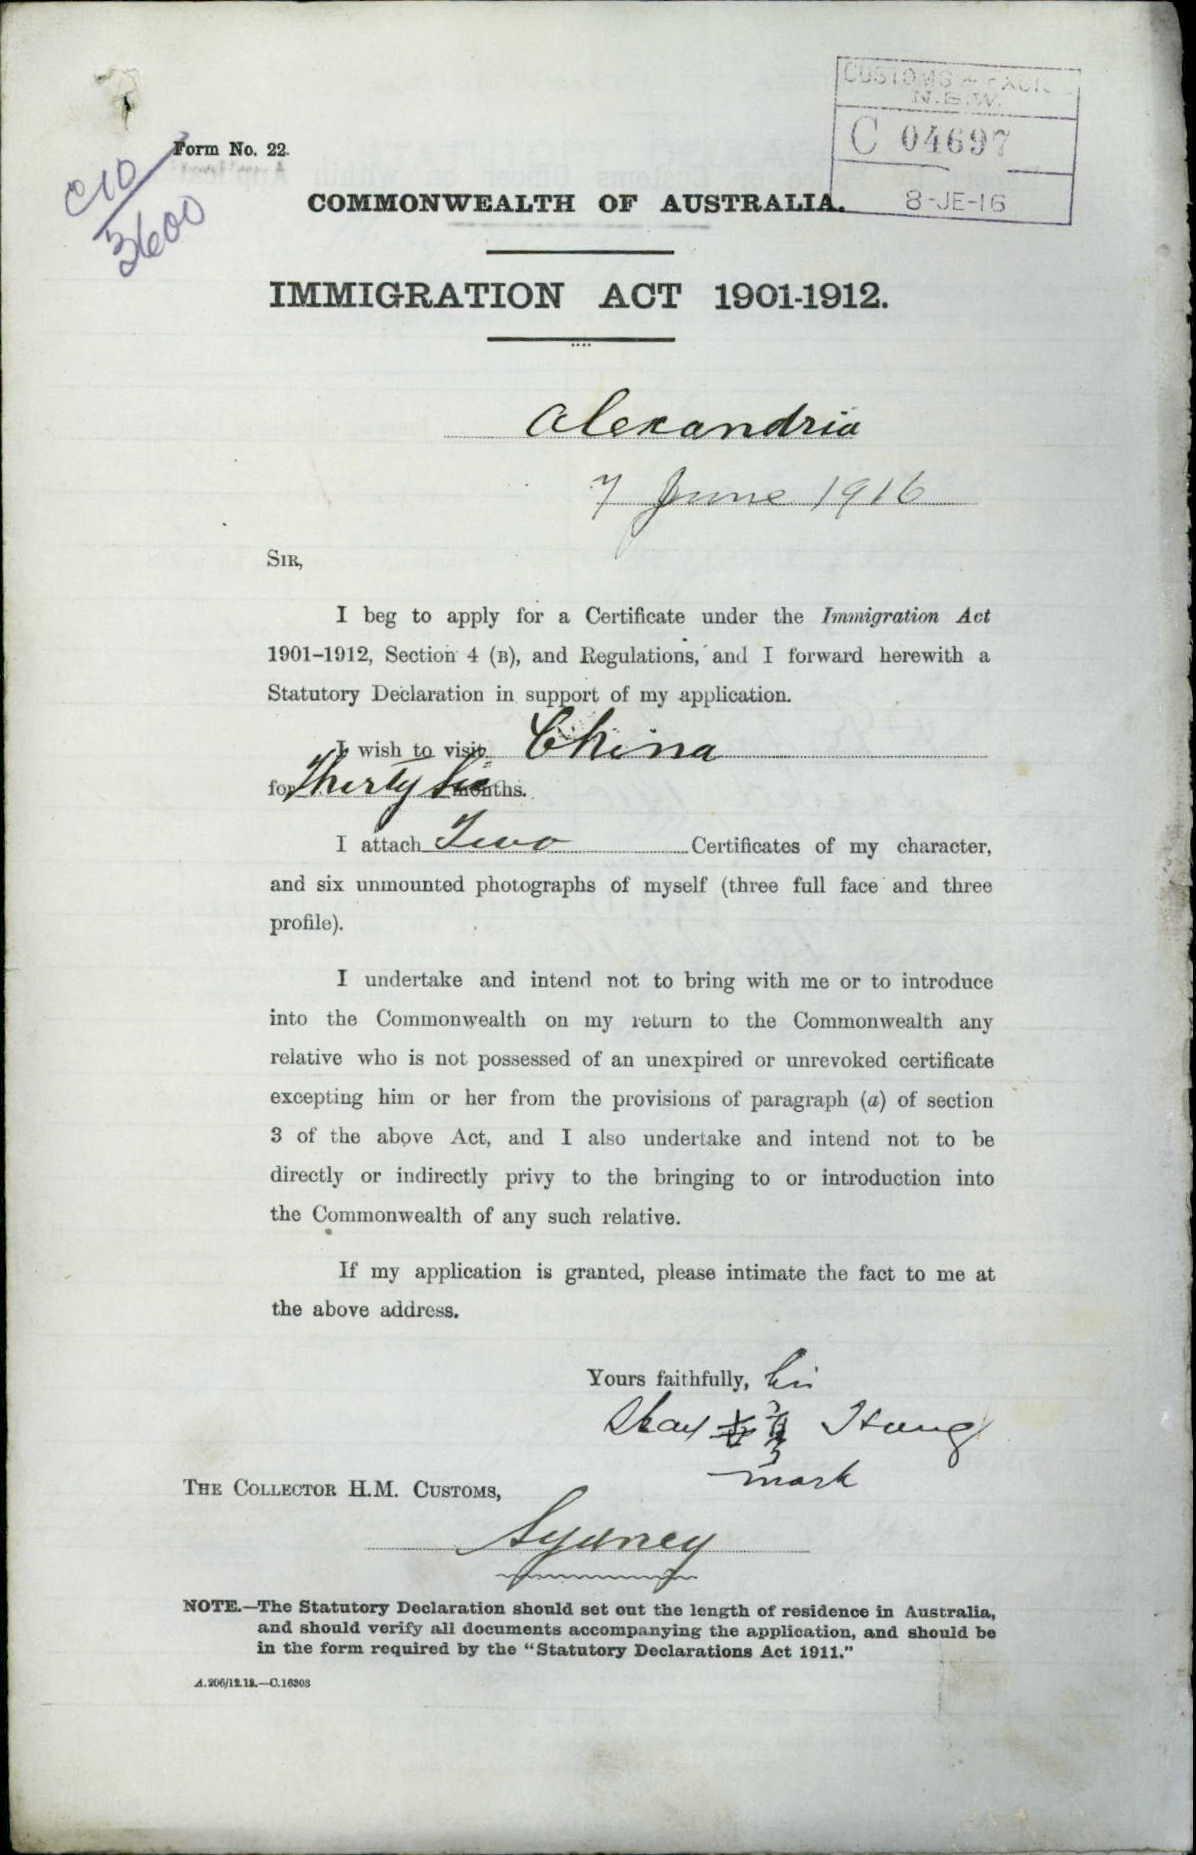 CUSTOMS & EXCISE
N.S.W.
C 04697
8-JE-16
Form No. 22.
C10/3600
COMMONWEALTH OF AUSTRALIA.
IMMIGRATION ACT 1901-1912.
Alexandria
7 June 1916
SIR,
I beg to apply for a Certificate under the Immigration Act
1901–1912, Section 4 (B), and Regulations, and I forward herewith a
Statutory Declaration in support of my application.
I wish to visit China
for Thirty Six months.
I attach Two Certificates of my character,
and six unmounted photographs of myself (three full face and three
profile).
I undertake and intend not to bring with me or to introduce
into the Commonwealth on my return to the Commonwealth any
relative who is not possessed of an unexpired or unrevoked certificate
excepting him or her from the provisions of paragraph (a) of section
3 of the above Act, and I also undertake and intend not to be
directly or indirectly privy to the bringing to or introduction into
the Commonwealth of any such relative.
If my application is granted, please intimate the fact to me at
the above address.
Yours faithfully, his
Hang
mark
THE COLLECTOR H.M. CUSTOMS,
Sydney
NOTE.—The Statutory Declaration should set out the length of residence in Australia,
and should verify all documents accompanying the application, and should be
in the form required by the "Statutory Declarations Act 1911."
A.206/12.12.—C.16303